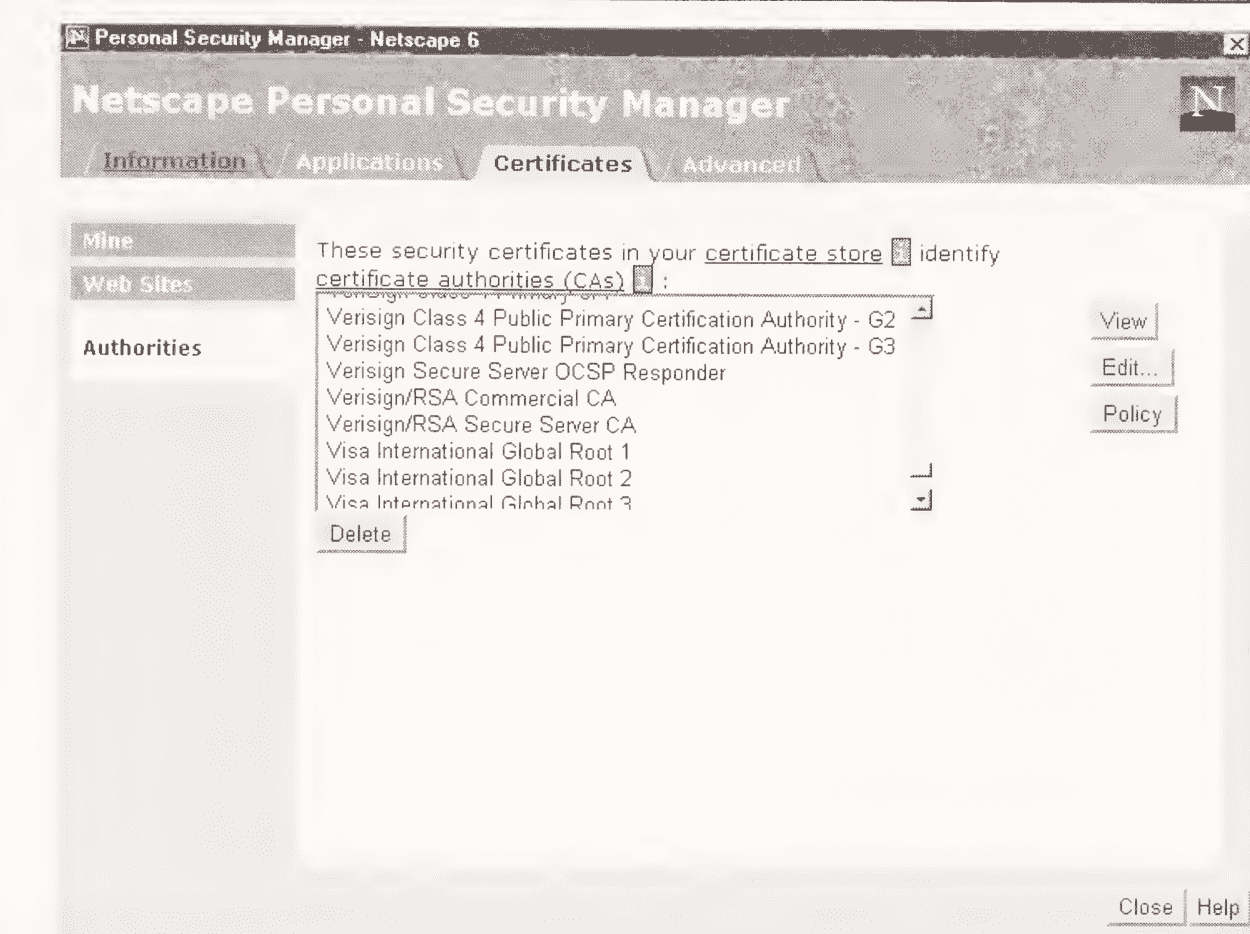 Personal Security Manager - Netscape 6
Netscape Personal Security Manager
N
Information
Applications
Certificates
Advanced
Mine
Web Sites
Authorities
These security certificates in your certificate store i identify
certificate authorities (CAs) i :
Verisign Class 4 Public Primary Certification Authority - G2
Verisign Class 4 Public Primary Certification Authority - G3
Verisign Secure Server OCSP Responder
Verisign/RSA Commercial CA
Verisign/RSA Secure Server CA
Visa International Global Root 1
Visa International Global Root 2
Visa International Global Root 3
View
Edit...
Policy
Delete
Close
Help